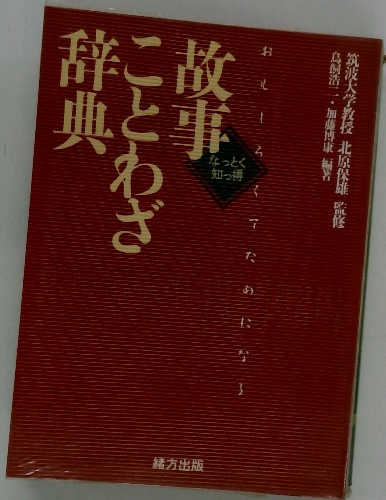 筑波大学教授 北原保雄 監修
鳥飼浩二・加藤博康 編著
おもしろくてためになる
故事
ことわざ
辞典
なっとく
知っ得
緒方出版